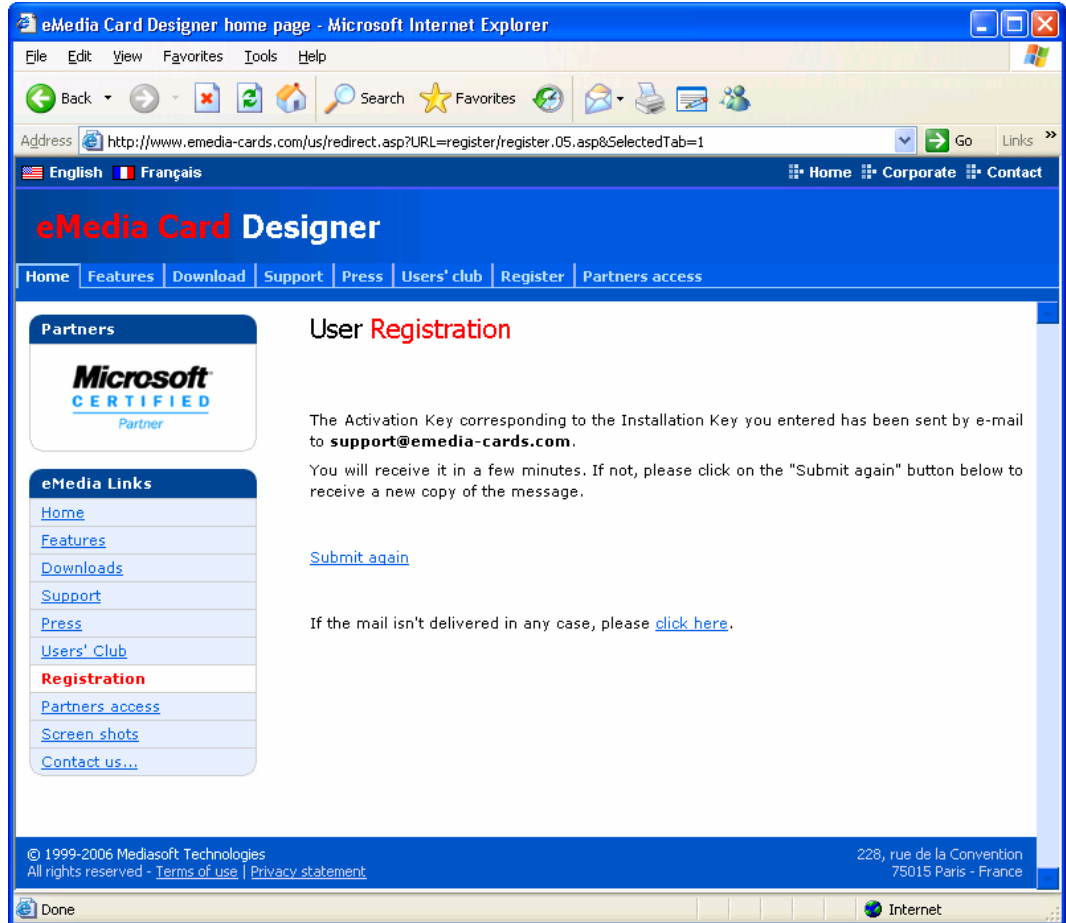 eMedia Card Designer home page - Microsoft Internet Explorer
File Edit View Favorites Tools Help
Back Search Favorites
Address http://www.emedia-cards.com/us/redirect.asp?URL=register/register.05.asp&SelectedTab=1 Go Links »
English Français Home Corporate Contact
eMedia Card Designer
Home Features Download Support Press Users' club Register Partners access
Partners
Microsoft
CERTIFIED
Partner
eMedia Links
Home
Features
Downloads
Support
Press
Users' Club
Registration
Partners access
Screen shots
Contact us...
User Registration
The Activation Key corresponding to the Installation Key you entered has been sent by e-mail
to support@emedia-cards.com.
You will receive it in a few minutes. If not, please click on the "Submit again" button below to
receive a new copy of the message.
Submit again
If the mail isn't delivered in any case, please click here.
© 1999-2006 Mediasoft Technologies
All rights reserved - Terms of use | Privacy statement
228, rue de la Convention
75015 Paris - France
Done Internet